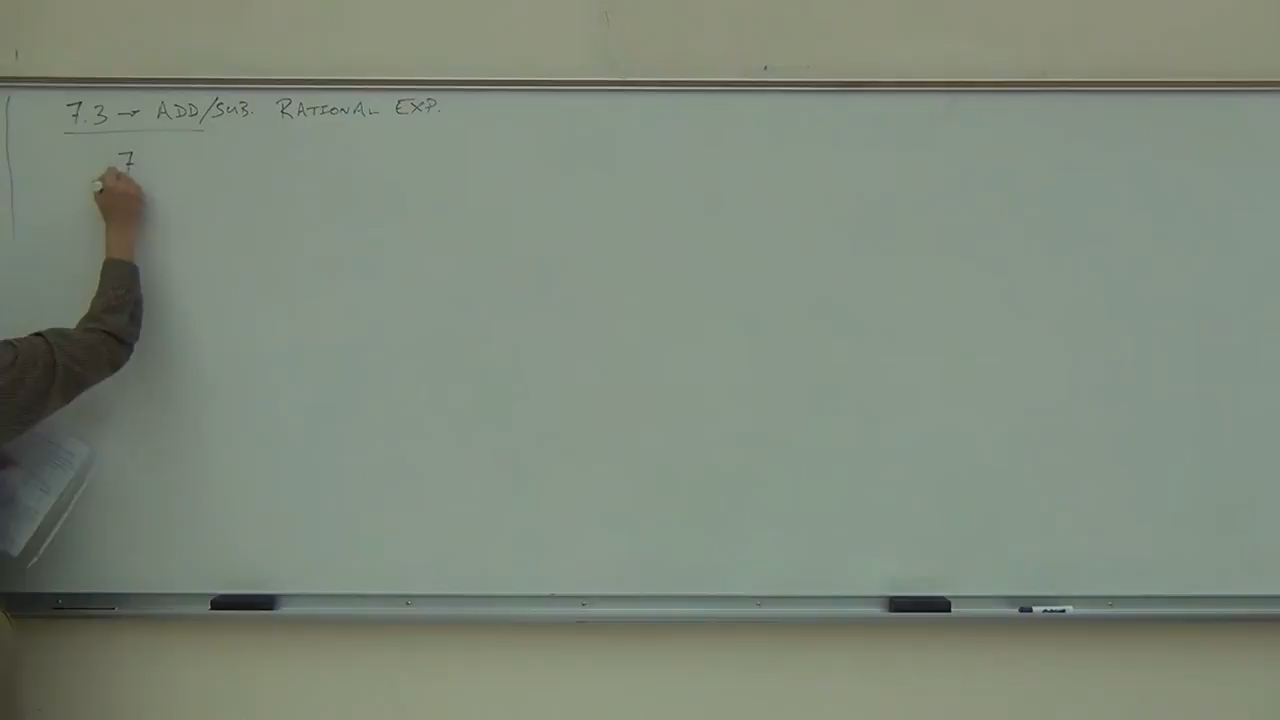 7.3 → ADD/SUB. RATIONAL EXP.
7